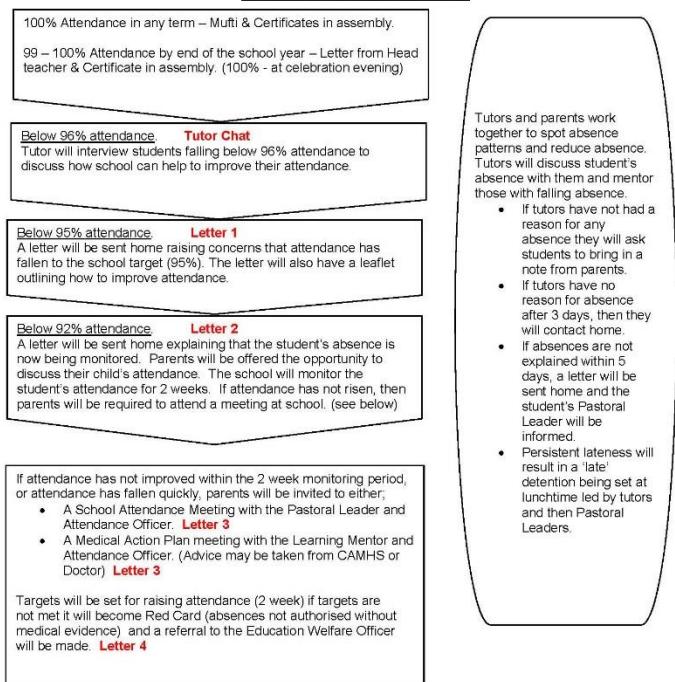 100% Attendance in any term – Mufti & Certificates in assembly.
99 – 100% Attendance by end of the school year – Letter from Head
teacher & Certificate in assembly. (100% - at celebration evening)
Below 96% attendance. Tutor Chat
Tutor will interview students falling below 96% attendance to
discuss how school can help to improve their attendance.
Below 95% attendance. Letter 1
A letter will be sent home raising concerns that attendance has
fallen to the school target (95%). The letter will also have a leaflet
outlining how to improve attendance.
Below 92% attendance. Letter 2
A letter will be sent home explaining that the student's absence is
now being monitored. Parents will be offered the opportunity to
discuss their child's attendance. The school will monitor the
student's attendance for 2 weeks. If attendance has not risen, then
parents will be required to attend a meeting at school. (see below)
If attendance has not improved within the 2 week monitoring period,
or attendance has fallen quickly, parents will be invited to either;
• A School Attendance Meeting with the Pastoral Leader and
Attendance Officer. Letter 3
• A Medical Action Plan meeting with the Learning Mentor and
Attendance Officer. (Advice may be taken from CAMHS or
Doctor) Letter 3
Targets will be set for raising attendance (2 week) if targets are
not met it will become Red Card (absences not authorised without
medical evidence) and a referral to the Education Welfare Officer
will be made. Letter 4
Tutors and parents work
together to spot absence
patterns and reduce absence.
Tutors will discuss student's
absence with them and mentor
those with falling absence.
• If tutors have not had a
reason for any
absence they will ask
students to bring in a
note from parents.
• If tutors have no
reason for absence
after 3 days, then they
will contact home.
• If absences are not
explained within 5
days, a letter will be
sent home and the
student's Pastoral
Leader will be
informed.
• Persistent lateness will
result in a 'late'
detention being set at
lunchtime led by tutors
and then Pastoral
Leaders.